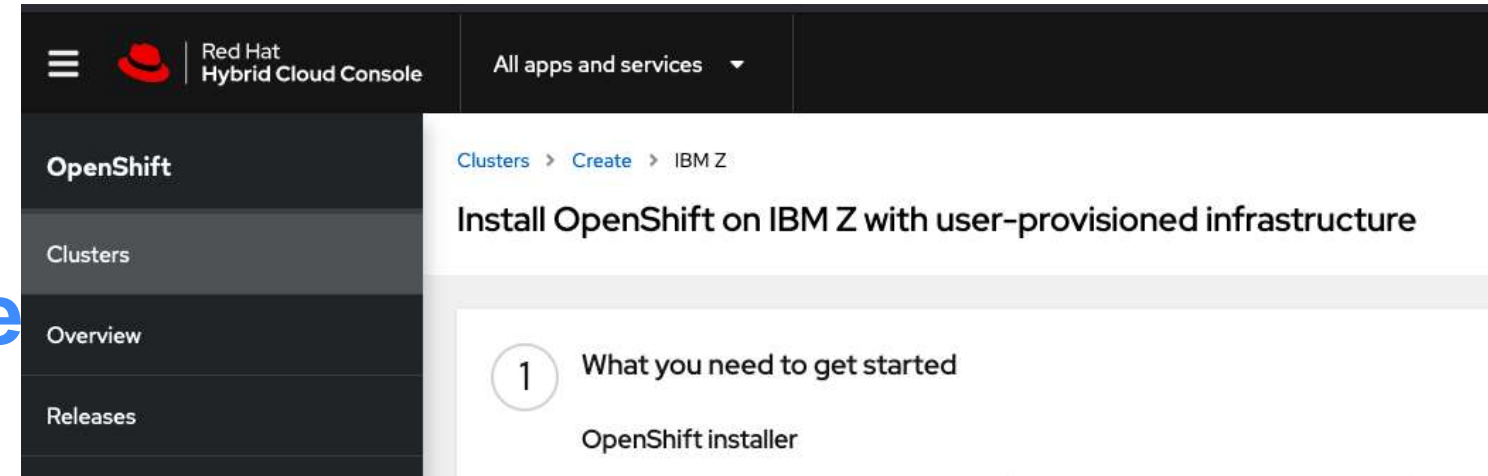 Red Hat
Hybrid Cloud Console
All apps and services
OpenShift
Clusters
Overview
Releases
Clusters > Create > IBM Z
Install OpenShift on IBM Z with user-provisioned infrastructure
1
What you need to get started
OpenShift installer
e